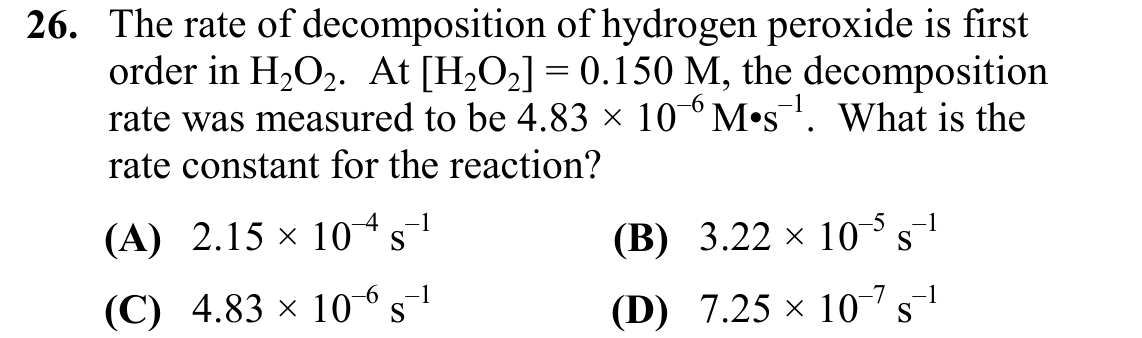 26. The rate of decomposition of hydrogen peroxide is first
order in H₂O₂. At [H₂O₂] = 0.150 M, the decomposition
rate was measured to be 4.83 × 10⁻⁶ M•s⁻¹. What is the
rate constant for the reaction?
(A) 2.15 × 10⁻⁴ s⁻¹ (B) 3.22 × 10⁻⁵ s⁻¹
(C) 4.83 × 10⁻⁶ s⁻¹ (D) 7.25 × 10⁻⁷ s⁻¹